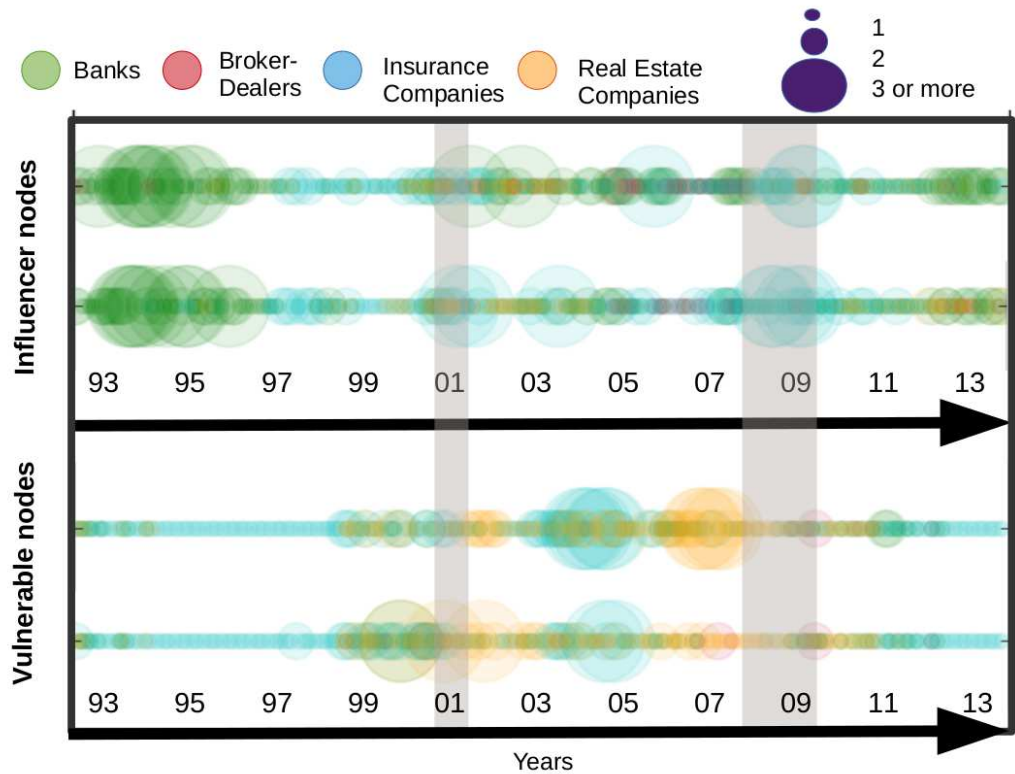 Banks
Broker-
Dealers
Insurance
Companies
Real Estate
Companies
1
2
3 or more
Influencer nodes
93 95 97 99 01 03 05 07 09 11 13
Vulnerable nodes
93 95 97 99 01 03 05 07 09 11 13
Years